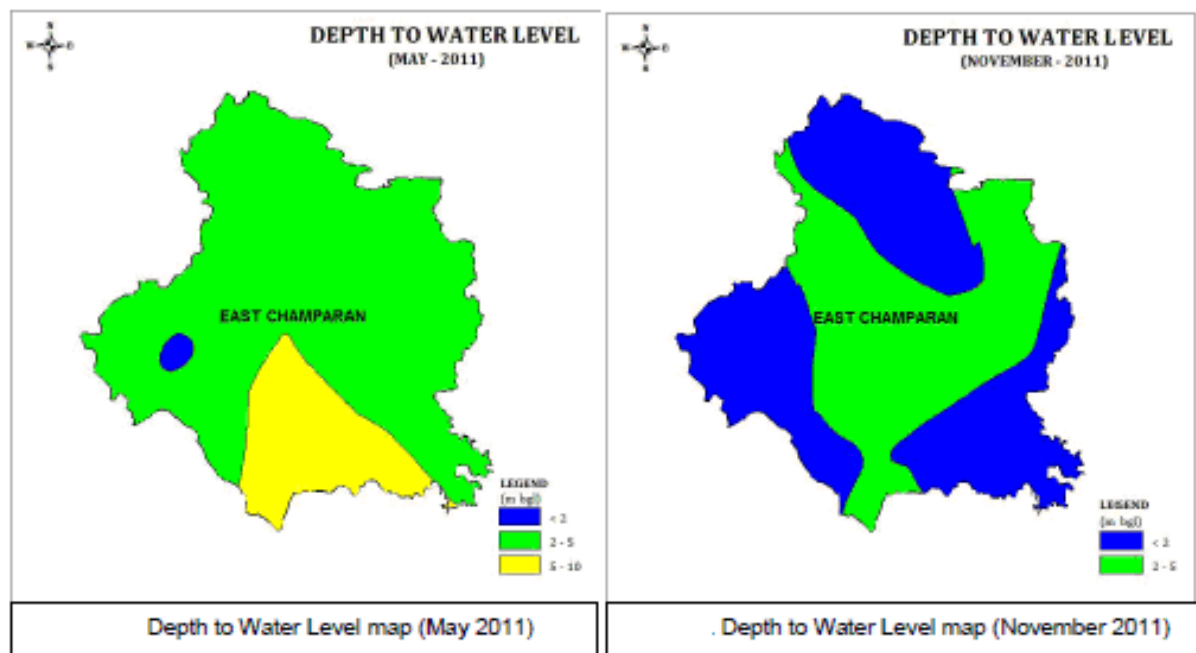 DEPTH TO WATER LEVEL
(MAY - 2011)
N
S
EAST CHAMPARAN
LEGEND
(m bgl)
< 2
2 - 5
5 - 10
Depth to Water Level map (May 2011)
DEPTH TO WATER LEVEL
(NOVEMBER - 2011)
N
S
EAST CHAMPARAN
LEGEND
(m bgl)
< 2
2 - 5
. Depth to Water Level map (November 2011)